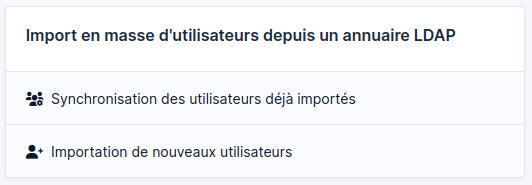 Import en masse d'utilisateurs depuis un annuaire LDAP
Synchronisation des utilisateurs déjà importés
Importation de nouveaux utilisateurs